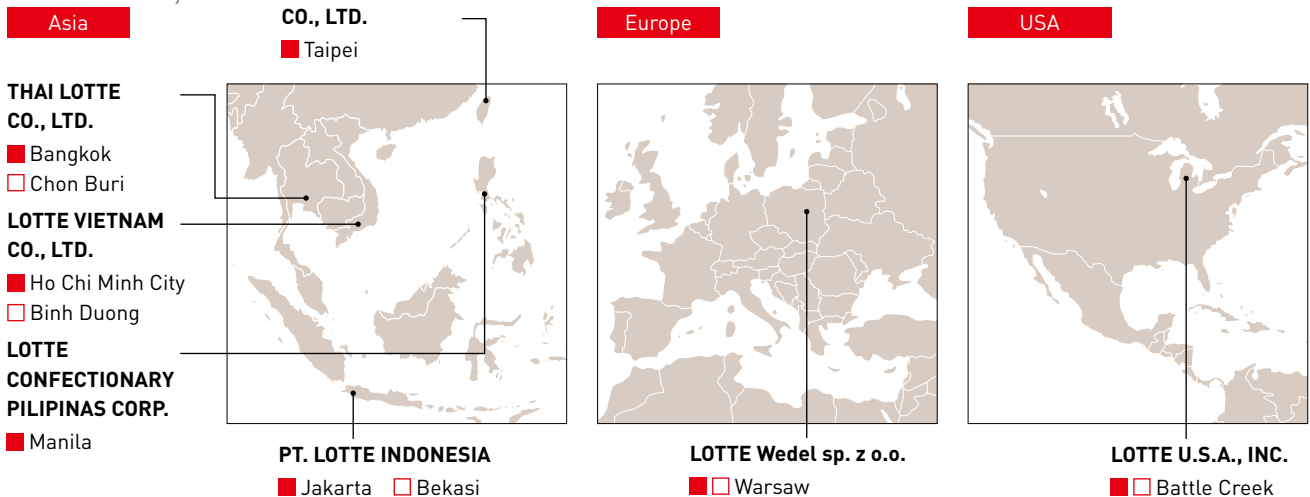 Asia
CO., LTD.
Taipei
THAI LOTTE
CO., LTD.
Bangkok
Chon Buri
LOTTE VIETNAM
CO., LTD.
Ho Chi Minh City
Binh Duong
LOTTE
CONFECTIONARY
PILIPINAS CORP.
Manila
PT. LOTTE INDONESIA
Jakarta Bekasi
Europe
LOTTE Wedel sp. z o.o.
Warsaw
USA
LOTTE U.S.A., INC.
Battle Creek